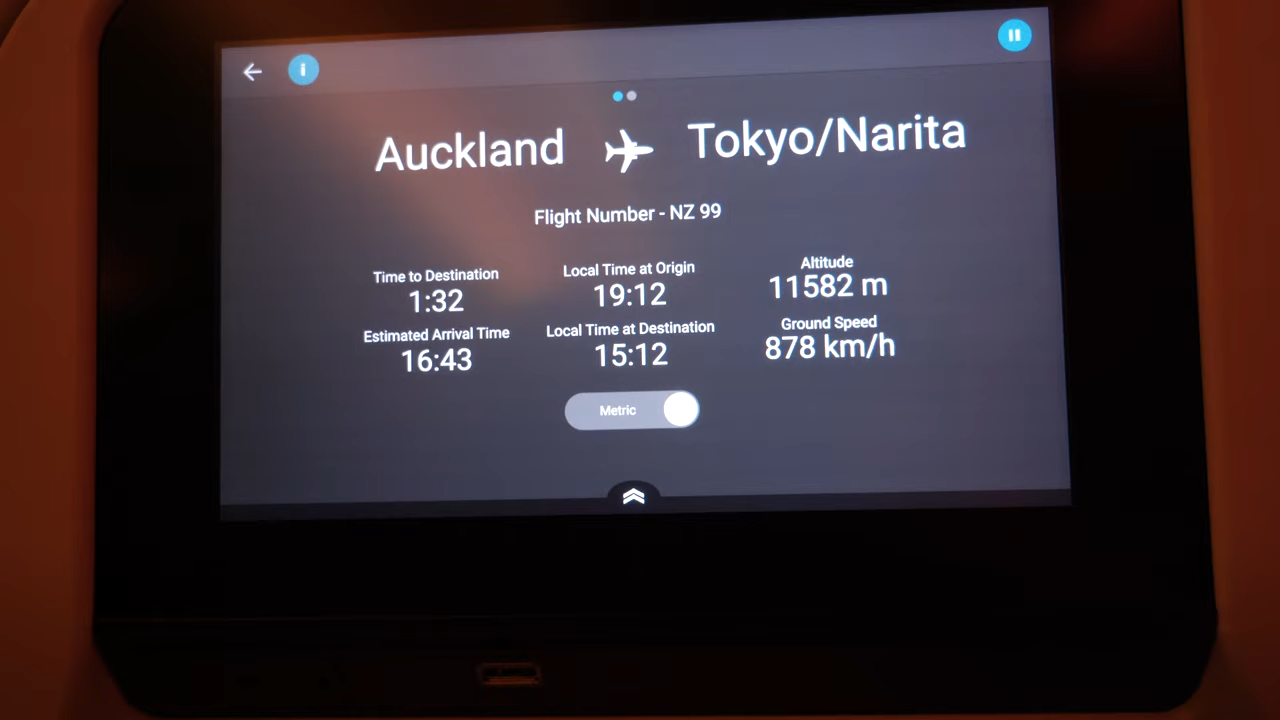 Auckland Tokyo/Narita
Flight Number - NZ 99
Time to Destination
1:32
Local Time at Origin
19:12
Altitude
11582 m
Estimated Arrival Time
16:43
Local Time at Destination
15:12
Ground Speed
878 km/h
Metric